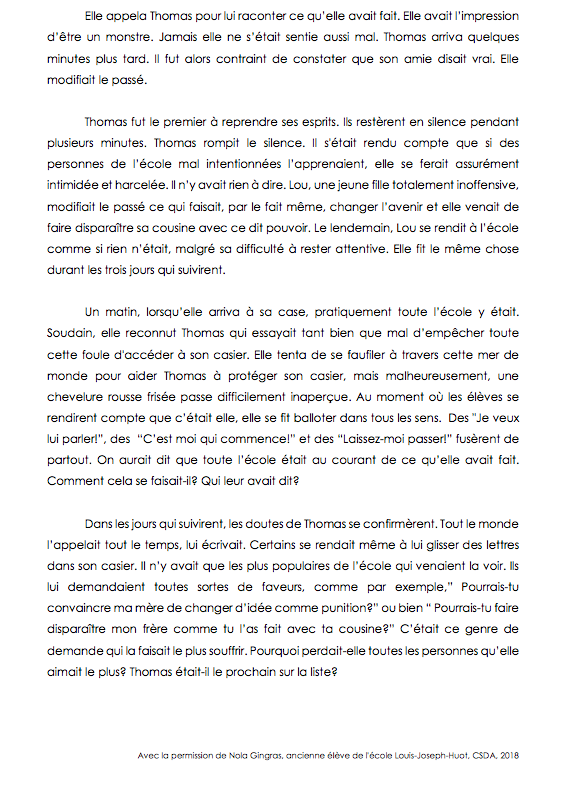 Elle appela Thomas pour lui raconter ce qu’elle avait fait. Elle avait l’impression
d’être un monstre. Jamais elle ne s’était sentie aussi mal. Thomas arriva quelques
minutes plus tard. Il fut alors contraint de constater que son amie disait vrai. Elle
modifiait le passé.
Thomas fut le premier à reprendre ses esprits. Ils restèrent en silence pendant
plusieurs minutes. Thomas rompit le silence. Il s'était rendu compte que si des
personnes de l’école mal intentionnées l’apprenaient, elle se ferait assurément
intimidée et harcelée. Il n’y avait rien à dire. Lou, une jeune fille totalement inoffensive,
modifiait le passé ce qui faisait, par le fait même, changer l’avenir et elle venait de
faire disparaître sa cousine avec ce dit pouvoir. Le lendemain, Lou se rendit à l’école
comme si rien n’était, malgré sa difficulté à rester attentive. Elle fit le même chose
durant les trois jours qui suivirent.
Un matin, lorsqu’elle arriva à sa case, pratiquement toute l’école y était.
Soudain, elle reconnut Thomas qui essayait tant bien que mal d’empêcher toute
cette foule d'accéder à son casier. Elle tenta de se faufiler à travers cette mer de
monde pour aider Thomas à protéger son casier, mais malheureusement, une
chevelure rousse frisée passe difficilement inaperçue. Au moment où les élèves se
rendirent compte que c’était elle, elle se fit balloter dans tous les sens. Des "Je veux
lui parler!”, des “C’est moi qui commence!” et des “Laissez-moi passer!” fusèrent de
partout. On aurait dit que toute l’école était au courant de ce qu’elle avait fait.
Comment cela se faisait-il? Qui leur avait dit?
Dans les jours qui suivirent, les doutes de Thomas se confirmèrent. Tout le monde
l’appelait tout le temps, lui écrivait. Certains se rendait même à lui glisser des lettres
dans son casier. Il n’y avait que les plus populaires de l’école qui venaient la voir. Ils
lui demandaient toutes sortes de faveurs, comme par exemple,” Pourrais-tu
convaincre ma mère de changer d’idée comme punition?” ou bien “ Pourrais-tu faire
disparaître mon frère comme tu l’as fait avec ta cousine?” C’était ce genre de
demande qui la faisait le plus souffrir. Pourquoi perdait-elle toutes les personnes qu’elle
aimait le plus? Thomas était-il le prochain sur la liste?
Avec la permission de Nola Gingras, ancienne élève de l'école Louis-Joseph-Huot, CSDA, 2018